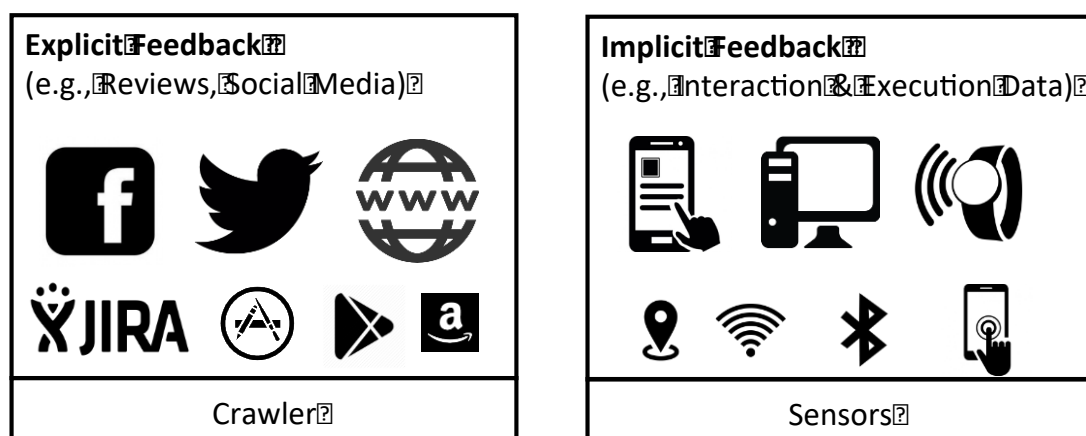 Explicit Feedback
(e.g., Reviews, Social Media)
f
WWW
JIRA
a
Crawler
Implicit Feedback
(e.g., Interaction & Execution Data)
Sensors